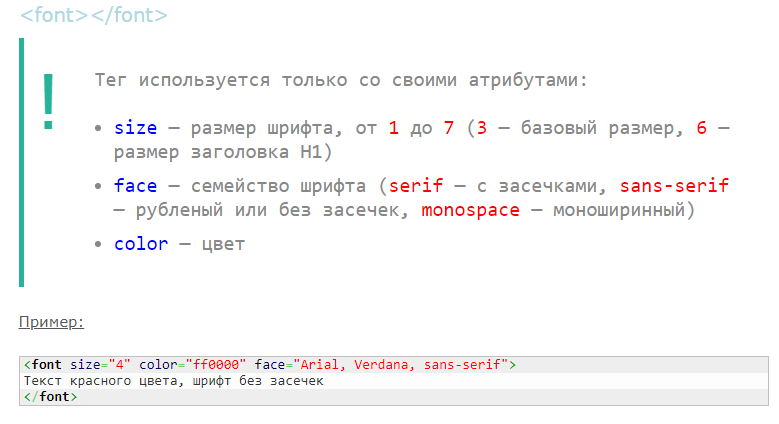 <font></font>
!
Тег используется только со своими атрибутами:
• size — размер шрифта, от 1 до 7 (3 — базовый размер, 6 —
размер заголовка H1)
• face — семейство шрифта (serif — с засечками, sans-serif
— рубленый или без засечек, monospace — моноширинный)
• color — цвет
Пример:
<font size="4" color="ff0000" face="Arial, Verdana, sans-serif">
Текст красного цвета, шрифт без засечек
</font>